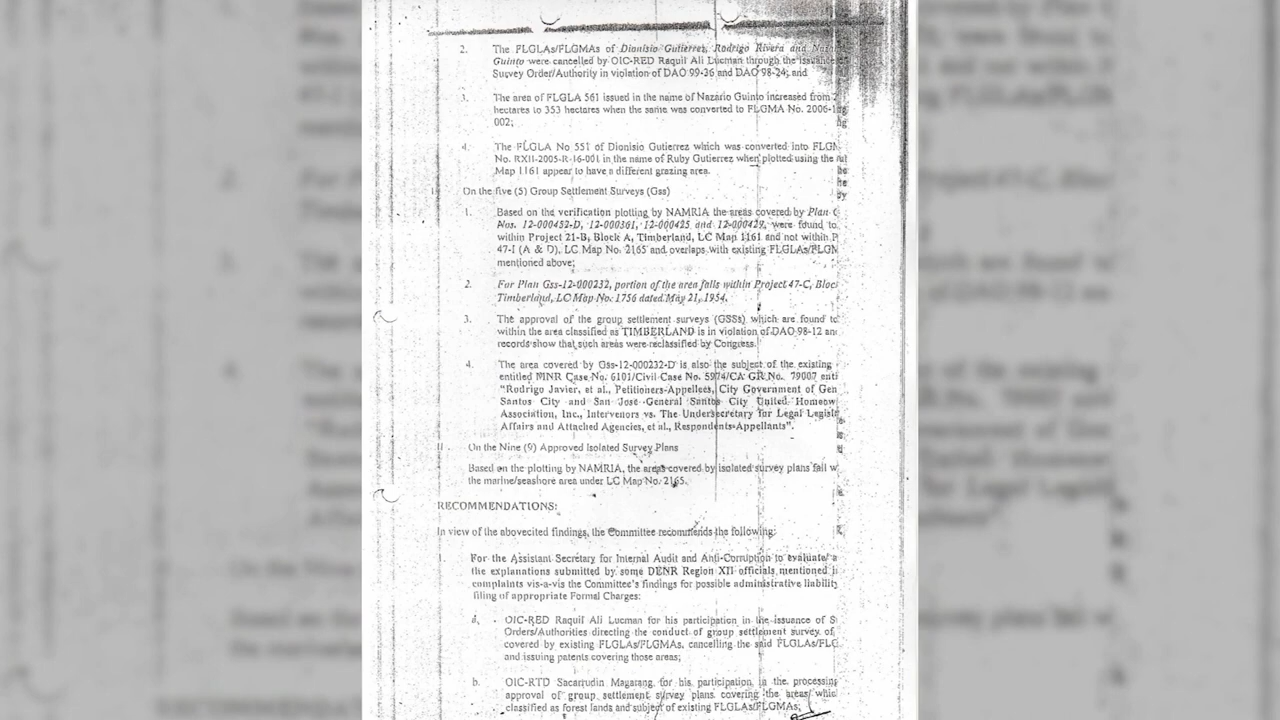 2. The FLGLAs/FLGMAs of Dionisio Gutierrez, Rodrigo Rivera and
Guinto were cancelled by OIC-RED Raquil Ali Lucman through the issuance
Suvey Order/Authority in violation of DAO 99-36 and DAO 98-24; and
3. The area of FLGLA 561 issued in the name of Nazario Guinto increased from
hectares to 353 hectares when the same was converted to FLGMA No. 2006-
002;
4. The FLGLA No 551 of Dionisio Gutierrez which was converted into
No. RXII-2005-R-16-001 in the name of Ruby Gutierrez when plotted using the
Map 1161 appear to have a different grazing area.
On the five (5) Group Settlement Surveys (Gss)
1. Based on the verification plotting by NAMRIA the areas covered by Plan
Nos. 12-000452-D, 12-000361, 12-000425 and 12-000429, were found to
within Project 21-B, Block A, Timberland, LC Map 1161 and not within
47-I (A & D), LC Map No. 2165 and overlaps with existing
mentioned above;
2. For Plan Gss-12-000232, portion of the area falls within Project 47-C,
Timberland, LC Map No. 1756 dated May 21, 1954.
3. The approval of the group settlement surveys (GSSs) which are found
within the area classified as TIMBERLAND is in violation of DAO 98-12
records show that such areas were reclassified by Congress.
4. The area covered by Gss-12-000232-D is also the subject of the existing
entitled MNR Case No. 6101/Civil Case No. 5974/CA GR No. 79007
"Rodrigo Javier, et al., Petitioners-Appellees, City Government of Gen
Santos City and San Jose General Santos City United
Association, Inc., Intervenors vs. The Undersecretary for Legal
Affairs and Attached Agencies, et al., Respondents-Appellants".
On the Nine (9) Approved Isolated Survey Plans
Based on the plotting by NAMRIA, the areas covered by isolated survey plans fall
the marine/seashore area under LC Map No. 2165.
RECOMMENDATIONS:
In view of the abovecited findings, the Committee recommends the following:
For the Assistant Secretary for Internal Audit and Anti-Corruption to evaluate/
the explanations submitted by some DENR Region XII officials mentioned
complaints vis-a-vis the Committee's findings for possible administrative liability
filing of appropriate Formal Charges:
a. OIC-RED Raquil Ali Lucman for his participation in the issuance of
Orders/Authorities directing the conduct of group settlement survey of
covered by existing FLGLAs/FLGMAs, cancelling the said
and issuing patents covering those areas;
b. OIC-RTD Sacarrudin Magarang for his participation in the processing
approval of group settlement survey plans covering the areas
classified as forest lands and subject of existing FLGLAs/FLGMAs;